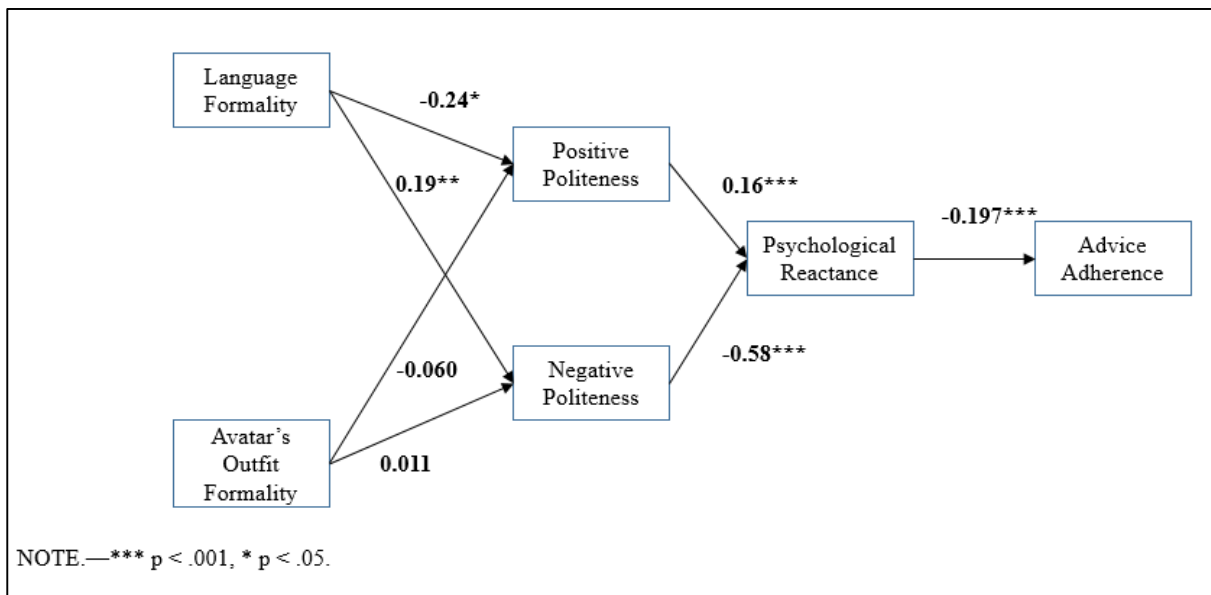 Language
Formality
-0.24*
Positive
Politeness
0.19**
0.16***
-0.197***
Psychological
Reactance
Advice
Adherence
-0.58***
Negative
Politeness
-0.060
Avatar’s
Outfit
Formality
0.011
NOTE.—*** p < .001, * p < .05.